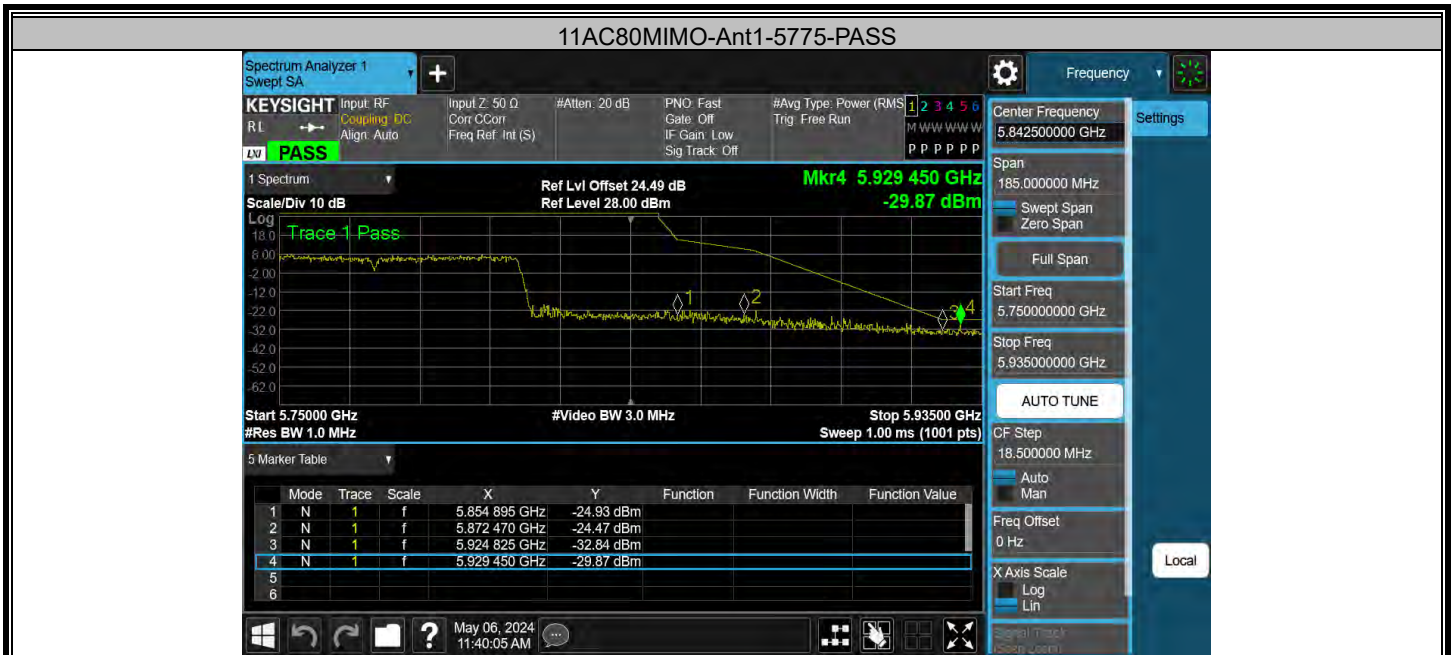 11AC80MIMO-Ant1-5775-PASS
Spectrum Analyzer 1
Swept SA
Frequency
Settings
KEYSIGHT
RL
LXI
PASS
Input: RF
Coupling: DC
Align: Auto
Input Z: 50 Ω
Corr CCorr
Freq Ref: Int (S)
#Atten: 20 dB
PNO: Fast
Gate: Off
IF Gain: Low
Sig Track: Off
#Avg Type: Power (RMS
Trig: Free Run
1 2 3 4 5 6
M W W W W W
P P P P P P
1 Spectrum
Scale/Div 10 dB
Ref Lvl Offset 24.49 dB
Ref Level 28.00 dBm
Mkr4 5.929 450 GHz
-29.87 dBm
Log
Trace 1 Pass
18.0
8.00
-2.00
-12.0
-22.0
-32.0
-42.0
-52.0
-62.0
1
2
3
4
Start 5.75000 GHz
#Res BW 1.0 MHz
#Video BW 3.0 MHz
Stop 5.93500 GHz
Sweep 1.00 ms (1001 pts)
5 Marker Table
Mode Trace Scale X Y Function Function Width Function Value
1 N 1 f 5.854 895 GHz -24.93 dBm
2 N 1 f 5.872 470 GHz -24.47 dBm
3 N 1 f 5.924 825 GHz -32.84 dBm
4 N 1 f 5.929 450 GHz -29.87 dBm
5
6
Center Frequency
5.842500000 GHz
Span
185.000000 MHz
Swept Span
Zero Span
Full Span
Start Freq
5.750000000 GHz
Stop Freq
5.935000000 GHz
AUTO TUNE
CF Step
18.500000 MHz
Auto
Man
Freq Offset
0 Hz
X Axis Scale
Log
Lin
Signal Track
(Span Zoom)
Local
?
May 06, 2024
11:40:05 AM